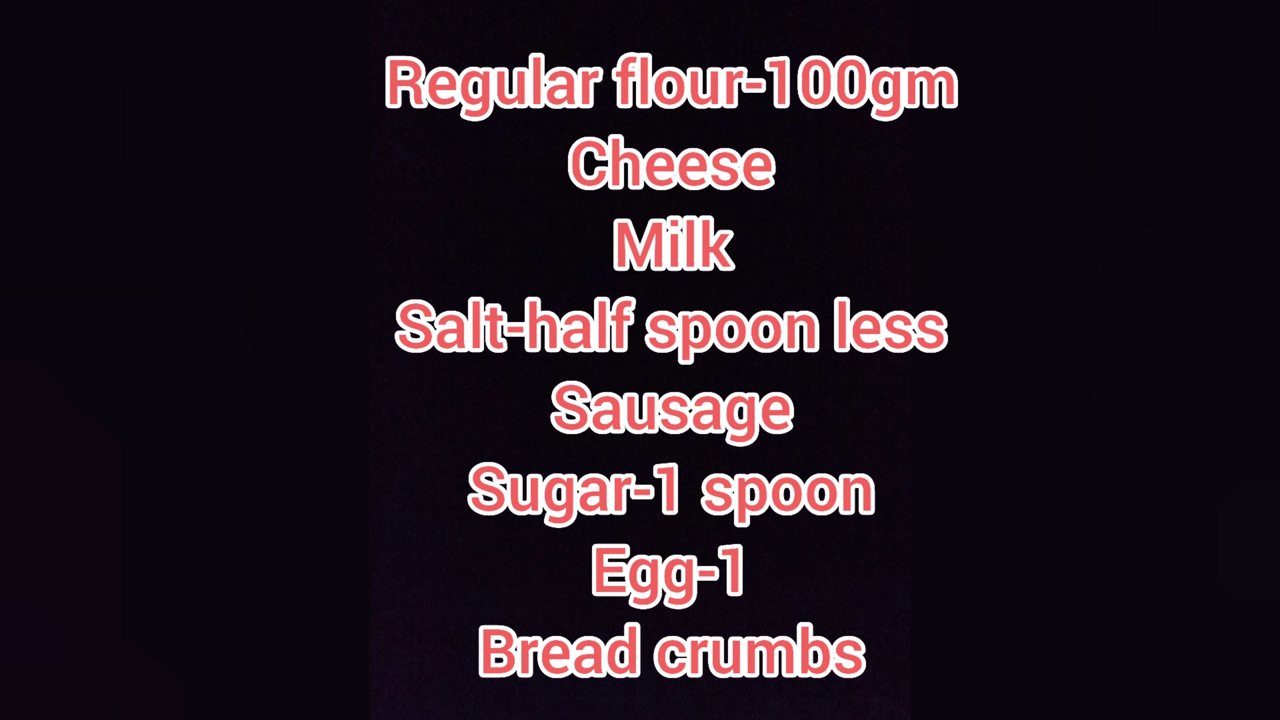 Regular flour-100gm
Cheese
Milk
Salt-half spoon less
Sausage
Sugar-1 spoon
Egg-1
Bread crumbs